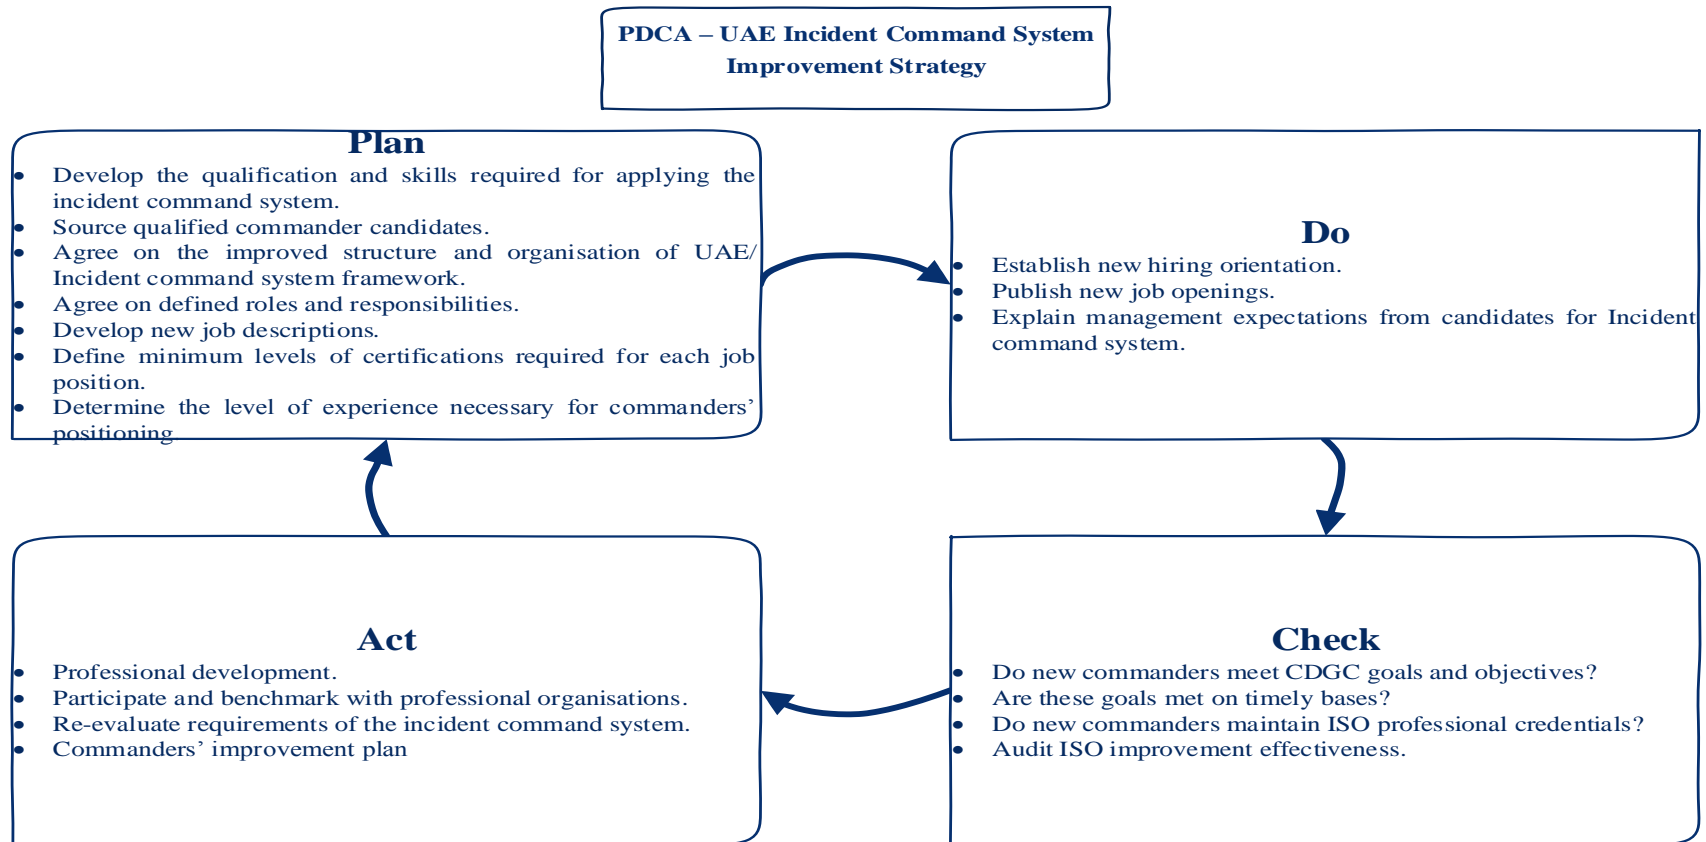 PDCA – UAE Incident Command System
Improvement Strategy
Plan
• Develop the qualification and skills required for applying the
incident command system.
• Source qualified commander candidates.
• Agree on the improved structure and organisation of UAE/
Incident command system framework.
• Agree on defined roles and responsibilities.
• Develop new job descriptions.
• Define minimum levels of certifications required for each job
position.
• Determine the level of experience necessary for commanders’
positioning.
Do
• Establish new hiring orientation.
• Publish new job openings.
• Explain management expectations from candidates for Incident
command system.
Act
• Professional development.
• Participate and benchmark with professional organisations.
• Re-evaluate requirements of the incident command system.
• Commanders’ improvement plan
Check
• Do new commanders meet CDGC goals and objectives?
• Are these goals met on timely bases?
• Do new commanders maintain ISO professional credentials?
• Audit ISO improvement effectiveness.